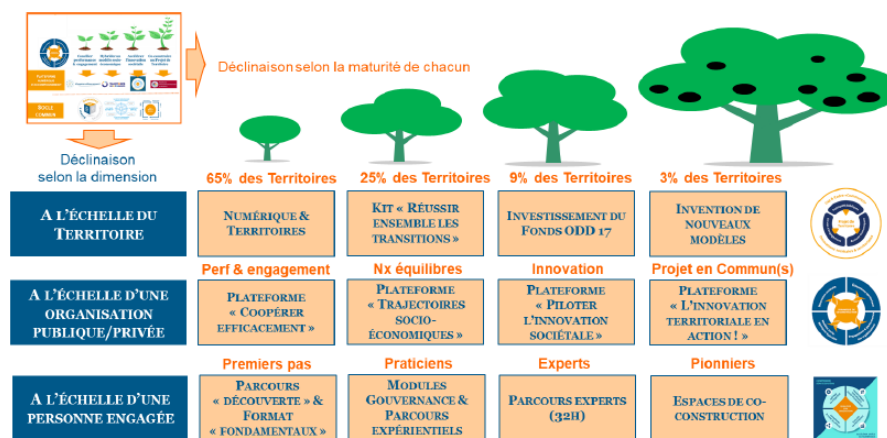 Déclinaison selon la maturité de chacun
Déclinaison
selon la dimension
65% des Territoires
25% des Territoires
9% des Territoires
3% des Territoires
A L'ÉCHELLE DU
TERRITOIRE
NUMÉRIQUE &
TERRITOIRES
KIT « RÉUSSIR
ENSEMBLE LES
TRANSITIONS »
INVESTISSEMENT DU
FONDS ODD 17
INVENTION DE
NOUVEAUX
MODÈLES
Perf & engagement
Nx équilibres
Innovation
Projet en Commun(s)
A L'ÉCHELLE D'UNE
ORGANISATION
PUBLIQUE/PRIVÉE
PLATEFORME
« COOPÉRER
EFFICACEMENT »
PLATEFORME
« TRAJECTOIRES
SOCIO-
ÉCONOMIQUES »
PLATEFORME
« PILOTER
L'INNOVATION
SOCIÉTALE »
PLATEFORME
« L'INNOVATION
TERRITORIALE EN
ACTION ! »
Premiers pas
Praticiens
Experts
Pionniers
A L'ÉCHELLE D'UNE
PERSONNE ENGAGÉE
PARCOURS
« DÉCOUVERTE » &
FORMAT
« FONDAMENTAUX »
MODULES
GOUVERNANCE &
PARCOURS
EXPÉRIENTIELS
PARCOURS EXPERTS
(32H)
ESPACES DE CO-
CONSTRUCTION